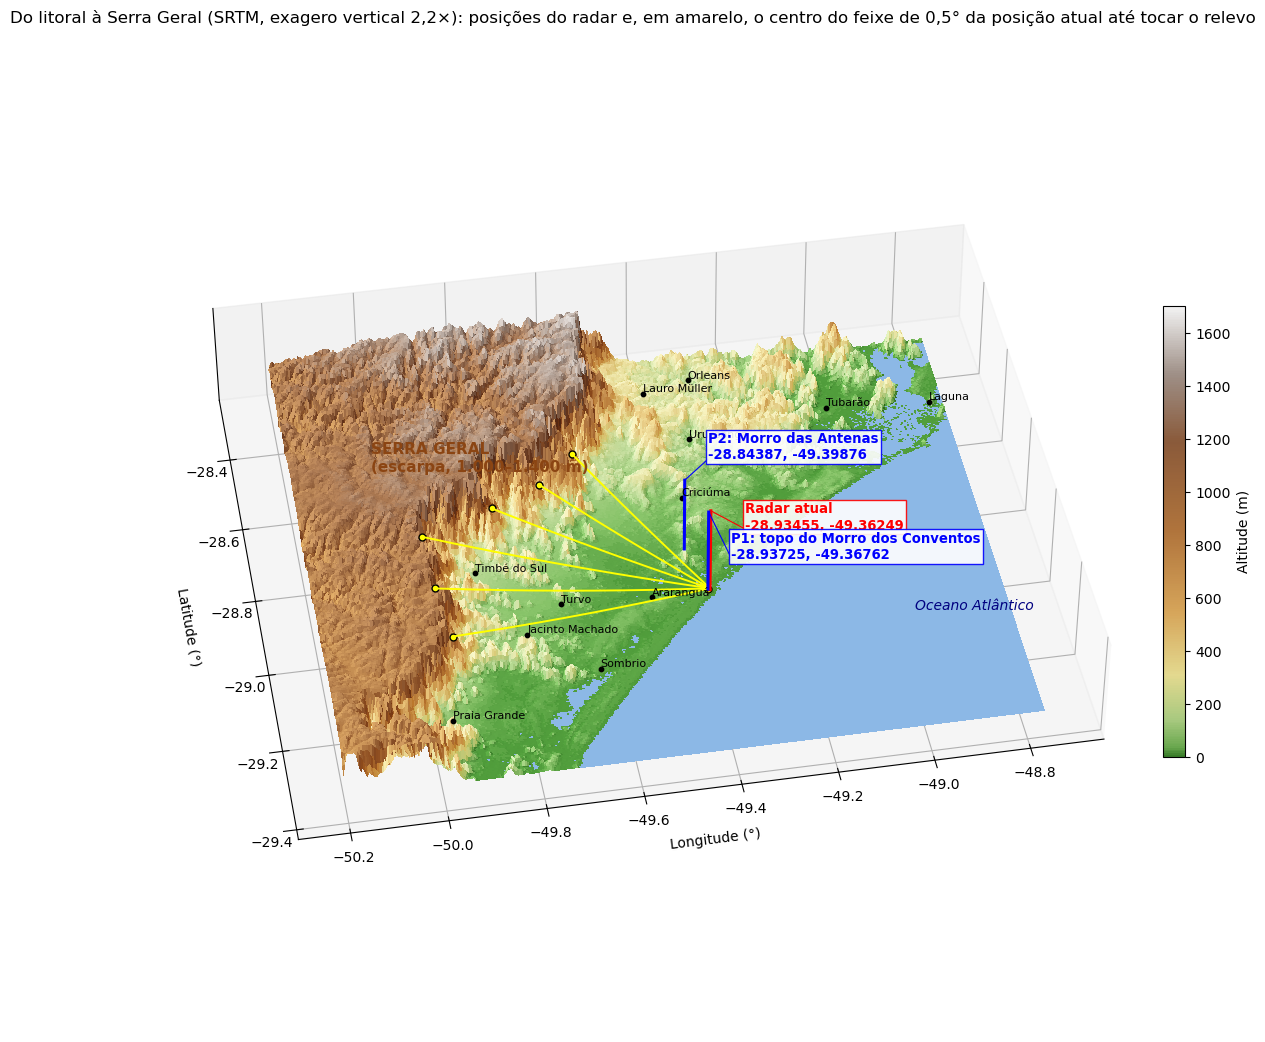 Do litoral à Serra Geral (SRTM, exagero vertical 2,2×): posições do radar e, em amarelo, o centro do feixe de 0,5° da posição atual até tocar o relevo
Orleans
Lauro Müller
Laguna
Tubarão
SERRA GERAL
P2: Morro das Antenas
-28.84387, -49.39876
Criciúma
Radar atual
-28.93455, -49.36249
P1: topo do Morro dos Conventos
-28.93725, -49.36762
Timbé do Sul
Araranguá
Turvo
Oceano Atlântico
Jacinto Machado
Sombrio
Praia Grande
−28.4
−28.6
−28.8
−29.0
−29.2
−29.4
Latitude (°)
−50.2
−50.0
−49.8
−49.6
−49.4
−49.2
−49.0
−48.8
Longitude (°)
1600
1400
1200
1000
800
600
400
200
0
Altitude (m)